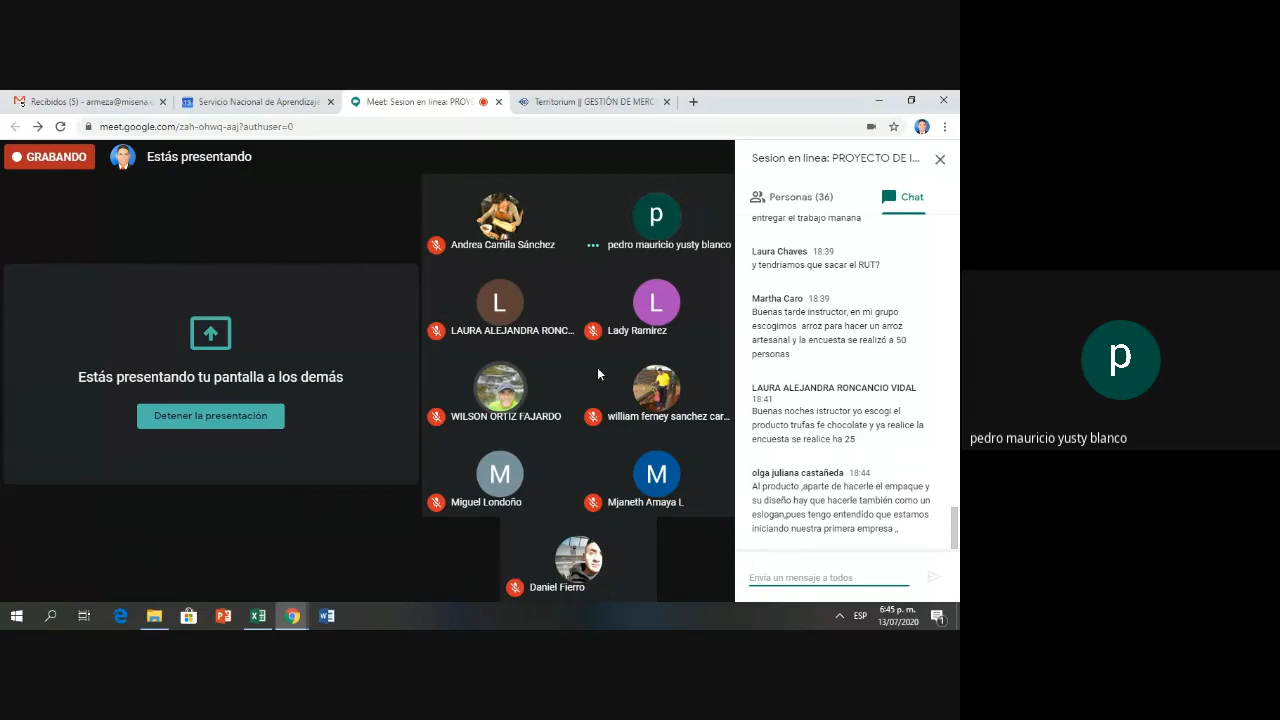 Recibidos (5) - armeza@misena.e
Servicio Nacional de Aprendizaje
Meet: Sesion en linea: PROYE
Territorium || GESTIÓN DE MERC
meet.google.com/zah-ohwq-aaj?authuser=0
GRABANDO
Estás presentando
Sesion en linea: PROYECTO DE I...
Personas (36)
Chat
Estás presentando tu pantalla a los demás
Detener la presentación
Andrea Camila Sánchez
p
pedro mauricio yusty blanco
L
LAURA ALEJANDRA RONC...
L
Lady Ramirez
WILSON ORTIZ FAJARDO
william ferney sanchez car...
M
Miguel Londoño
M
Mjaneth Amaya L
Daniel Fierro
entregar el trabajo manana
Laura Chaves 18:39
y tendriamos que sacar el RUT?
Martha Caro 18:39
Buenas tarde instructor, en mi grupo
escogimos arroz para hacer un arroz
artesanal y la encuesta se realizó a 50
personas
LAURA ALEJANDRA RONCANCIO VIDAL
18:41
Buenas noches istructor yo escogi el
producto trufas fe chocolate y ya realice la
encuesta se realice ha 25
olga juliana castañeda 18:44
Al producto ,aparte de hacerle el empaque y
su diseño hay que hacerle también como un
eslogan,pues tengo entendido que estamos
iniciando nuestra primera empresa ,,
Envía un mensaje a todos
ESP
6:45 p. m.
13/07/2020
1
p
pedro mauricio yusty blanco